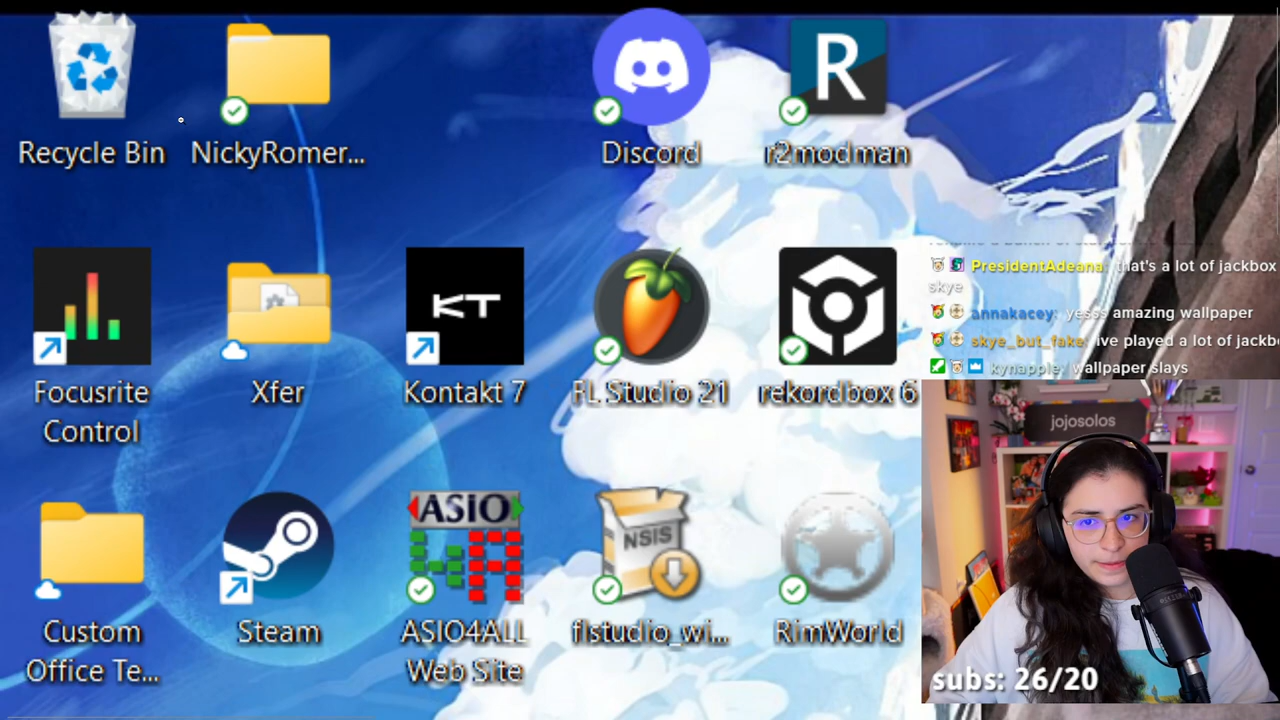 Recycle Bin
NickyRomer...
Discord
R
r2modman
Focusrite
Control
Xfer
KT
Kontakt 7
FL Studio 21
rekordbox 6
Custom
Office Te...
Steam
ASIO
4A
ASIO4ALL
Web Site
NSIS
flstudio_wi...
RimWorld
PresidentAdeana: that's a lot of jackbox
skye
annakacey: yesss amazing wallpaper
skye_but_fake: ive played a lot of jackb
kynapple: wallpaper slays
jojosolos
subs: 26/20